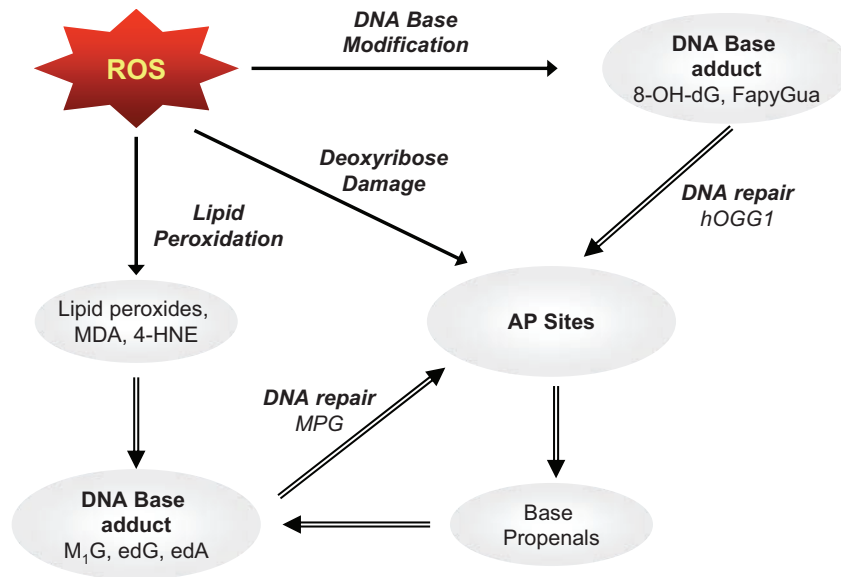 ROS
DNA Base
Modification
DNA Base
adduct
8-OH-dG, FapyGua
Deoxyribose
Damage
DNA repair
hOGG1
Lipid
Peroxidation
Lipid peroxides,
MDA, 4-HNE
AP Sites
DNA repair
MPG
DNA Base
adduct
M₁G, edG, edA
Base
Propenals